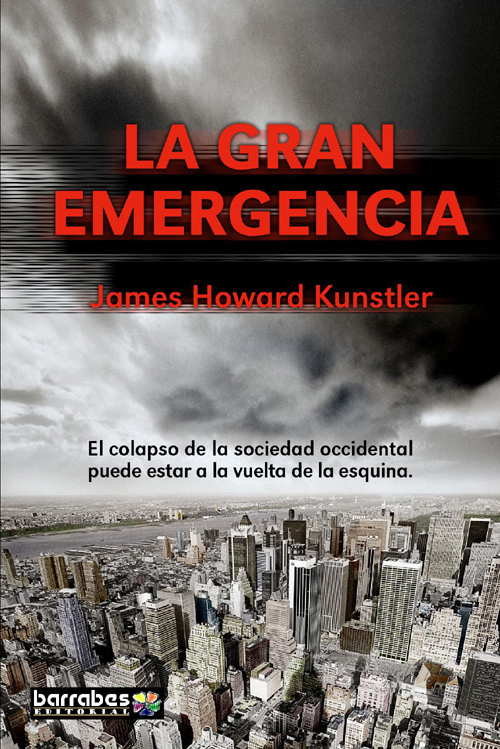 LA GRAN
EMERGENCIA
James Howard Kunstler
El colapso de la sociedad occidental
puede estar a la vuelta de la esquina.
barrabes
EDITORIAL